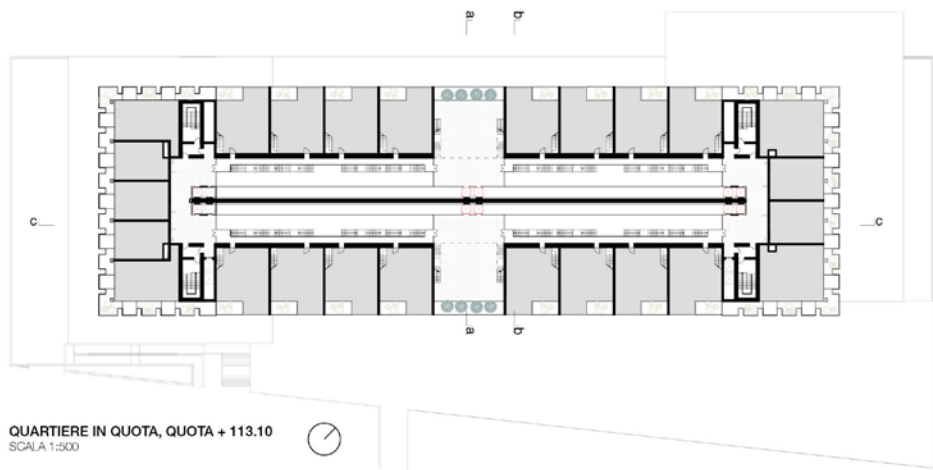 a b
c c
a b
QUARTIERE IN QUOTA, QUOTA + 113.10
SCALA 1:500